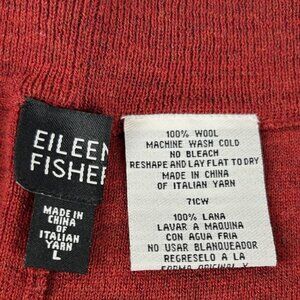 EILEEN
FISHER
MADE IN
CHINA
OF
ITALIAN
YARN
L
100% WOOL
MACHINE WASH COLD
NO BLEACH
RESHAPE AND LAY FLAT TO DRY
MADE IN CHINA
OF ITALIAN YARN
71CW
100% LANA
LAVAR A MAQUINA
CON AGUA FRIA
NO USAR BLANQUEADOR
REGRESELO A LA
FORMA ORIGINAL Y